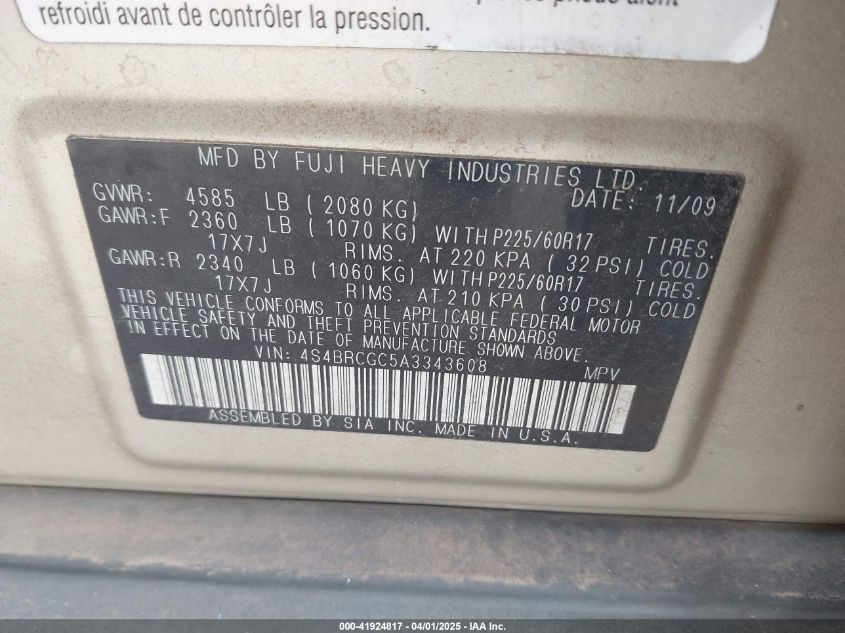 refroidi avant de contrôler la pression.
MFD BY FUJI HEAVY INDUSTRIES LTD.
GVWR: 4585 LB ( 2080 KG) DATE: 11/09
GAWR:F 2360 LB ( 1070 KG) WITH P225/60R17 TIRES.
17X7J RIMS. AT 220 KPA ( 32 PSI) COLD
GAWR:R 2340 LB ( 1060 KG) WITH P225/60R17 TIRES.
17X7J RIMS. AT 210 KPA ( 30 PSI) COLD
THIS VEHICLE CONFORMS TO ALL APPLICABLE FEDERAL MOTOR
VEHICLE SAFETY AND THEFT PREVENTION STANDARDS
IN EFFECT ON THE DATE OF MANUFACTURE SHOWN ABOVE.
VIN: 4S4BRCGC5A3343608 MPV
ASSEMBLED BY SIA INC. MADE IN U.S.A.
000-41924817 - 04/01/2025 - IAA Inc.